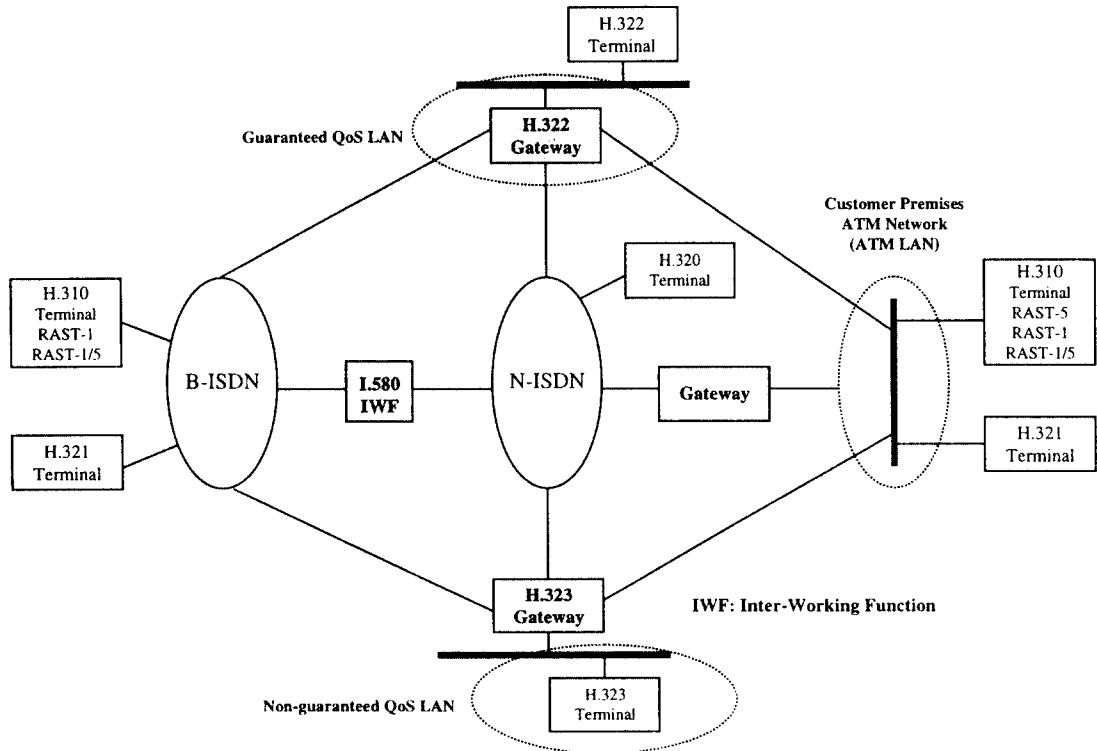 H.322
Terminal
Guaranteed QoS LAN
H.322
Gateway
Customer Premises
ATM Network
(ATM LAN)
H.320
Terminal
H.310
Terminal
RAST-1
RAST-1/5
H.310
Terminal
RAST-5
RAST-1
RAST-1/5
B-ISDN
I.580
IWF
N-ISDN
Gateway
H.321
Terminal
H.321
Terminal
H.323
Gateway
IWF: Inter-Working Function
Non-guaranteed QoS LAN
H.323
Terminal